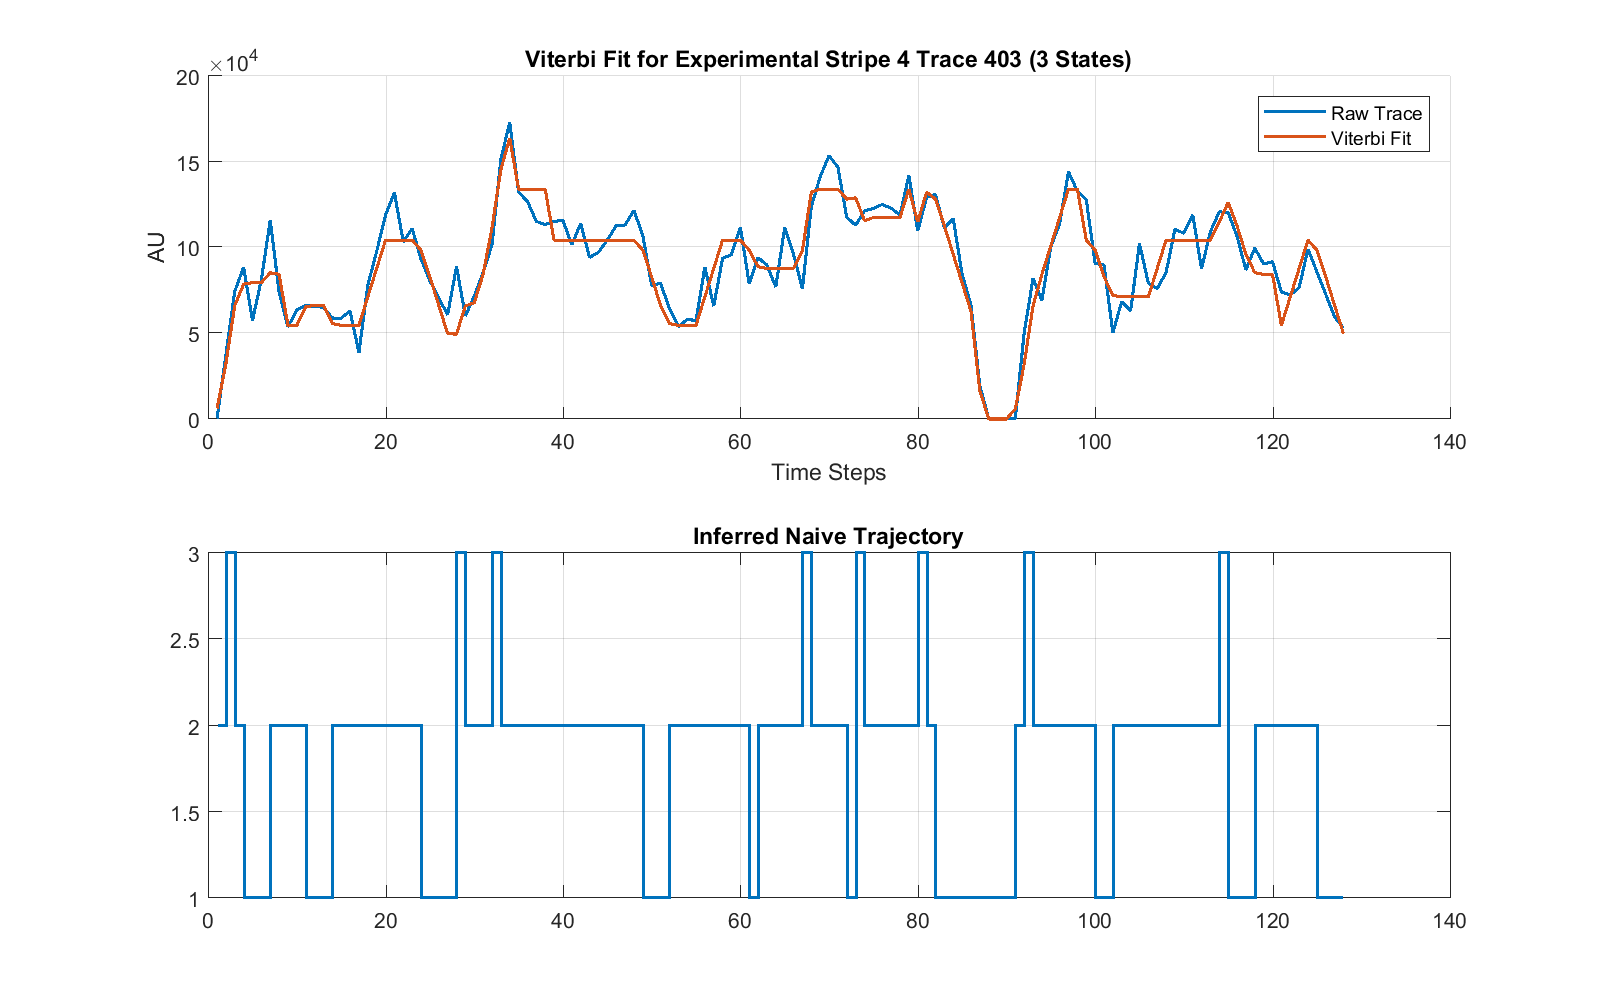 Viterbi Fit for Experimental Stripe 4 Trace 403 (3 States)
×10⁴
20
15
10
5
0
AU
Raw Trace
Viterbi Fit
0 20 40 60 80 100 120 140
Time Steps
Inferred Naive Trajectory
3
2.5
2
1.5
1
0 20 40 60 80 100 120 140